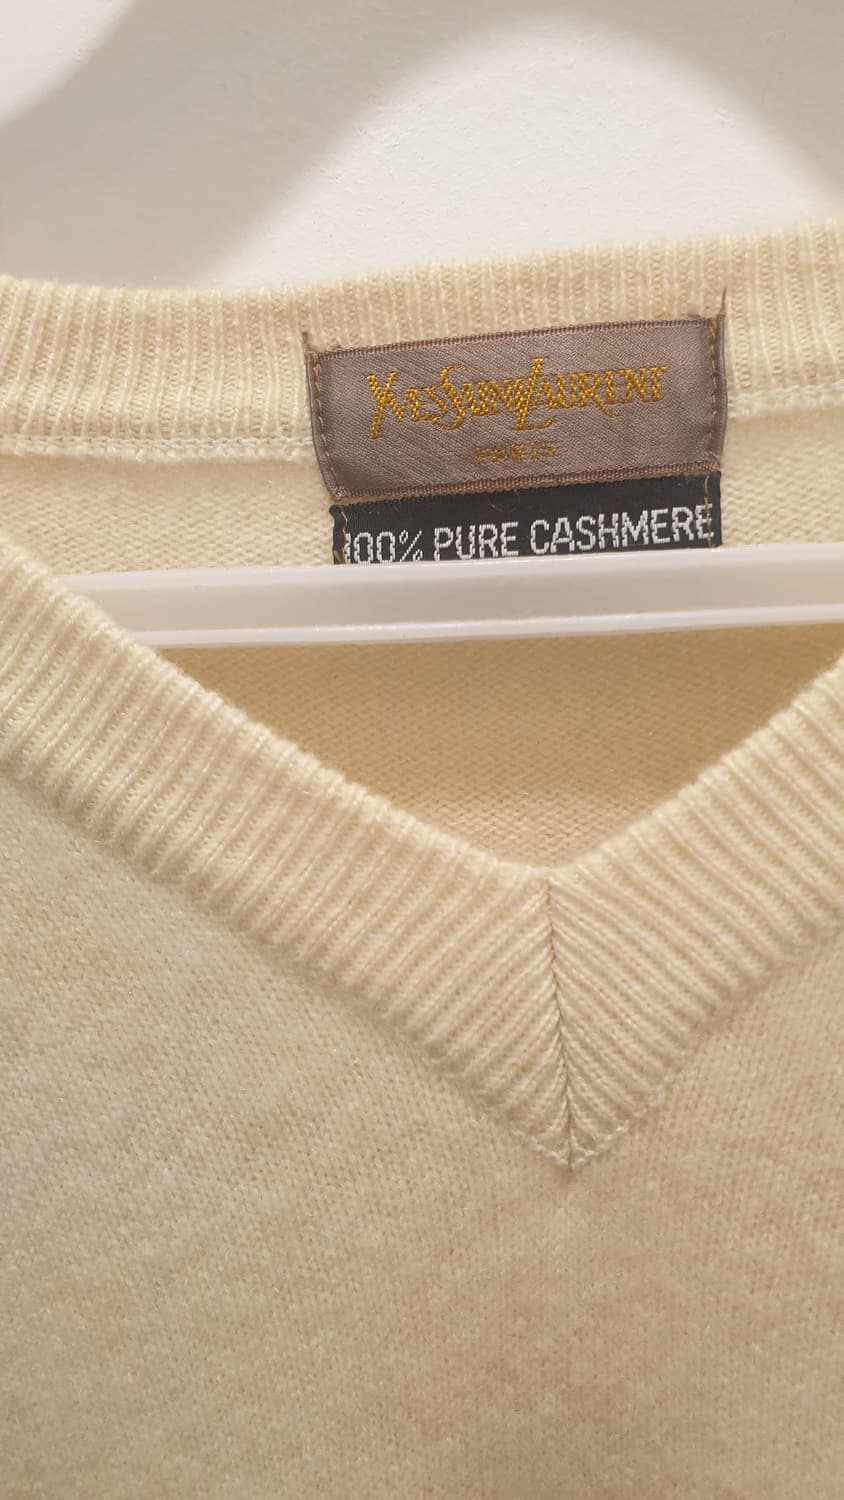 YVESSAINTLAURENT
PARIS
100% PURE CASHMERE